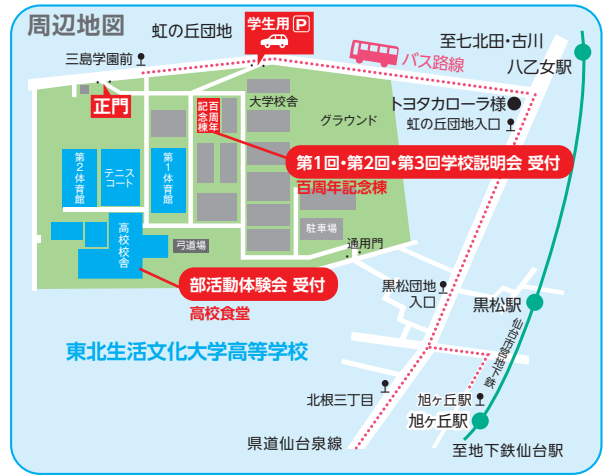 周辺地図
虹の丘団地
学生用 P
至七北田・古川
八乙女駅
三島学園前
バス路線
正門
百周年
記念棟
大学校舎
グラウンド
トヨタカローラ様
虹の丘団地入口
第2体育館
テニス
コート
第1体育館
第1回・第2回・第3回学校説明会 受付
百周年記念棟
高校校舎
弓道場
駐車場
通用門
部活動体験会 受付
高校食堂
黒松団地
入口
黒松駅
仙台市営地下鉄
東北生活文化大学高等学校
北根三丁目
旭ヶ丘駅
旭ヶ丘駅
県道仙台泉線
至地下鉄仙台駅